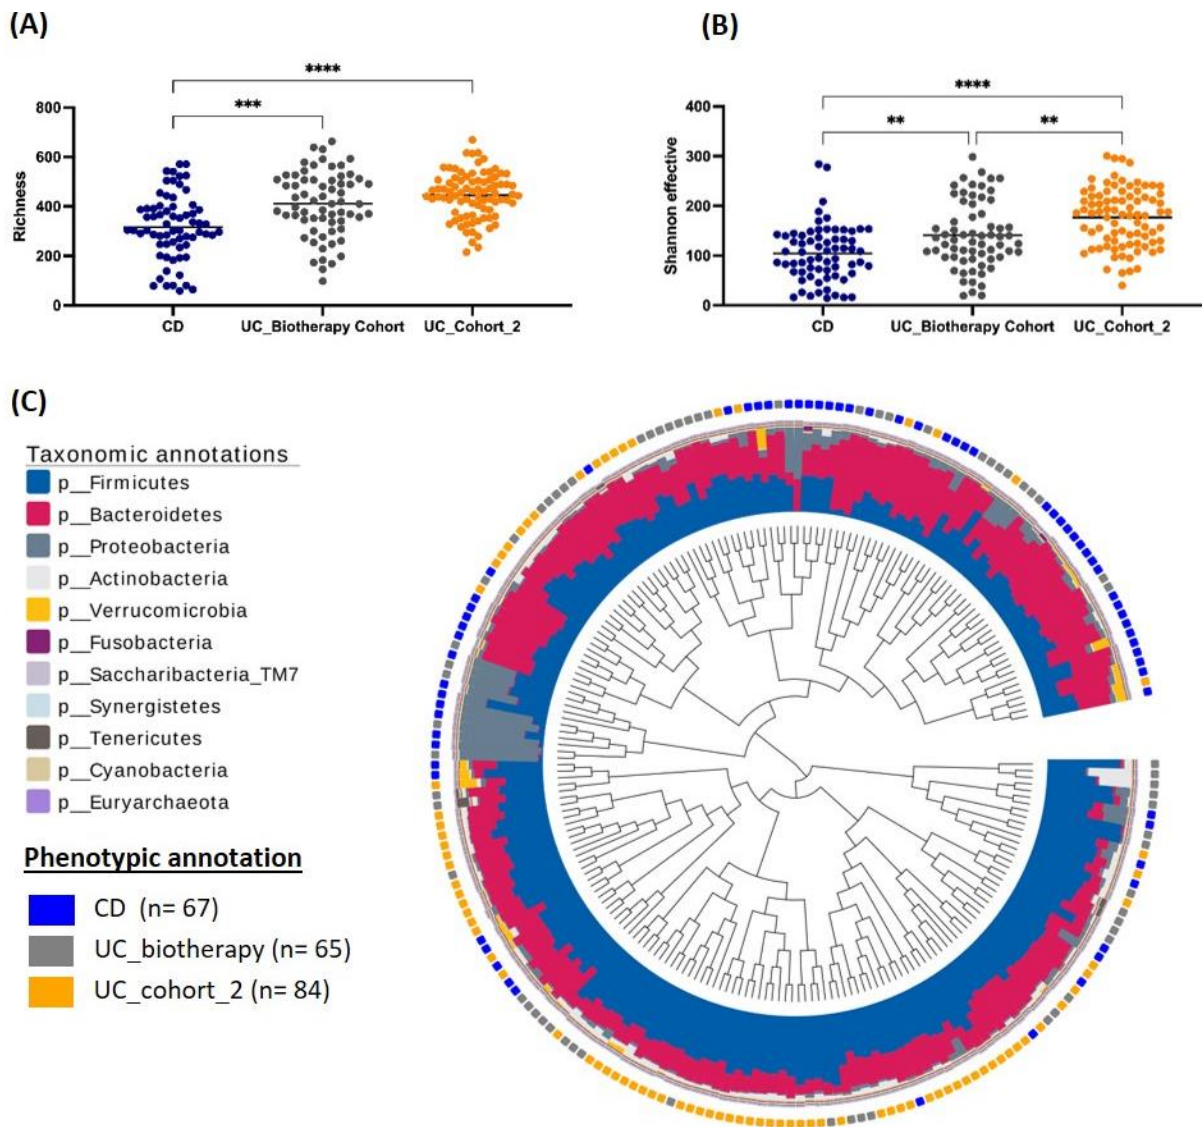 (A)
(B)
****
***
800
600
400
200
0
Richness
CD
UC_Biotherapy Cohort
UC_Cohort_2
****
**
**
400
300
200
100
0
Shannon effective
CD
UC_Biotherapy Cohort
UC_Cohort_2
(C)
Taxonomic annotations
p__Firmicutes
p__Bacteroidetes
p__Proteobacteria
p__Actinobacteria
p__Verrucomicrobia
p__Fusobacteria
p__Saccharibacteria_TM7
p__Synergistetes
p__Tenericutes
p__Cyanobacteria
p__Euryarchaeota
Phenotypic annotation
CD (n= 67)
UC_biotherapy (n= 65)
UC_cohort_2 (n= 84)